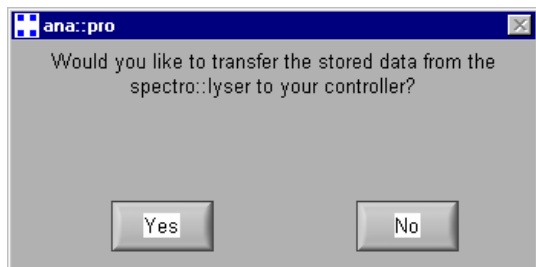 ana::pro
Would you like to transfer the stored data from the
spectro::lyser to your controller?
Yes
No